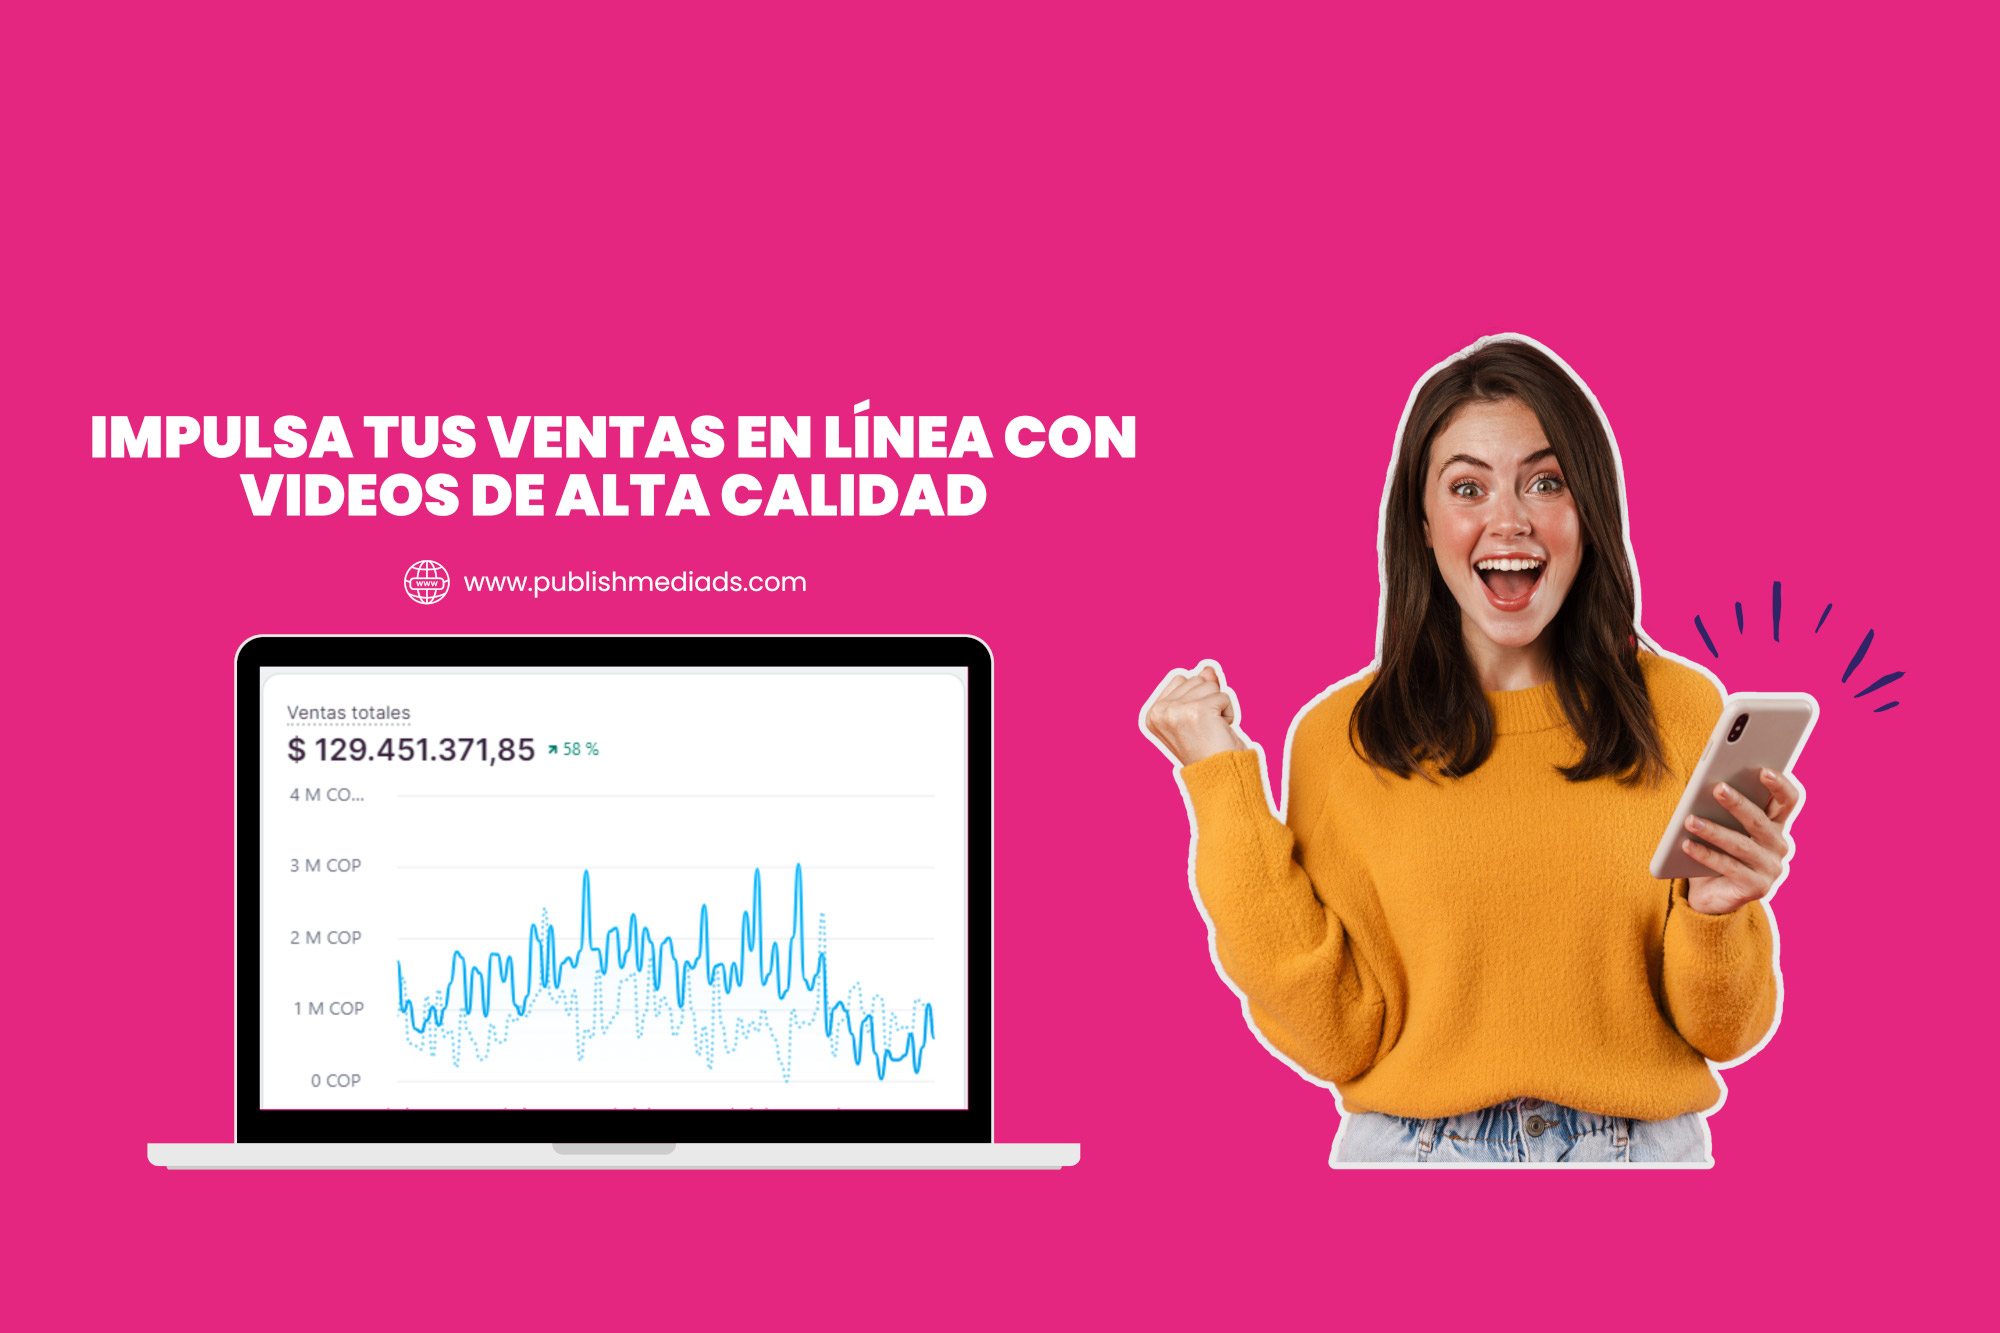 IMPULSA TUS VENTAS EN LÍNEA CON
VIDEOS DE ALTA CALIDAD
www www.publishmediads.com
Ventas totales
$ 129.451.371,85 58 %
4 M CO...
3 M COP
2 M COP
1 M COP
0 COP